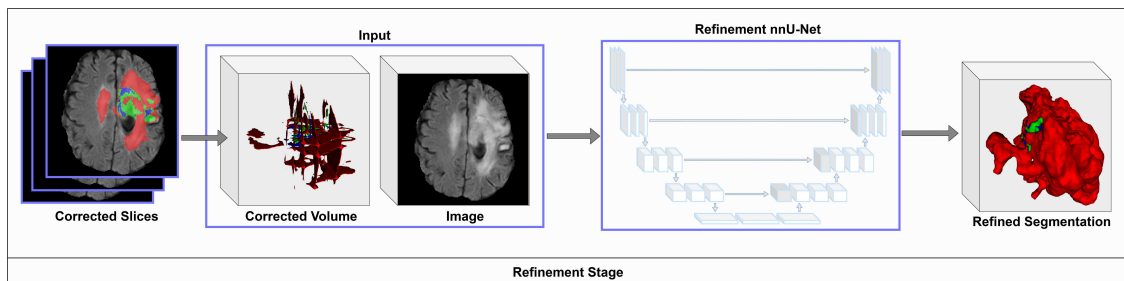 Input
Refinement nnU-Net
Corrected Slices
Corrected Volume
Image
Refined Segmentation
Refinement Stage